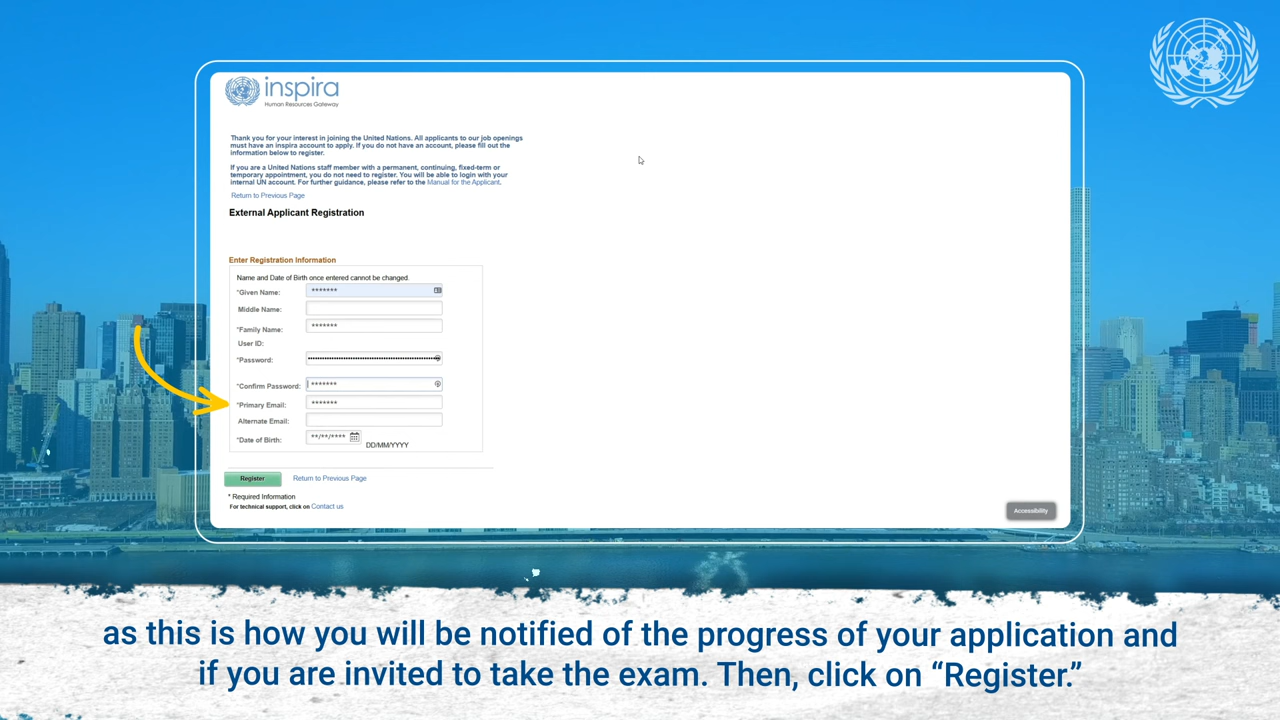 inspira
Human Resources Gateway
Thank you for your interest in joining the United Nations. All applicants to our job openings
must have an inspira account to apply. If you do not have an account, please fill out the
information below to register.
If you are a United Nations staff member with a permanent, continuing, fixed-term or
temporary appointment, you do not need to register. You will be able to login with your
internal UN account. For further guidance, please refer to the Manual for the Applicant.
Return to Previous Page
External Applicant Registration
Enter Registration Information
Name and Date of Birth once entered cannot be changed.
*Given Name: *******
Middle Name:
*Family Name: *******
User ID:
*Password:
*Confirm Password: *******
*Primary Email: *******
Alternate Email:
*Date of Birth: **/**/**** DD/MM/YYYY
Register Return to Previous Page
* Required Information
For technical support, click on Contact us
Accessibility
as this is how you will be notified of the progress of your application and
if you are invited to take the exam. Then, click on “Register.”